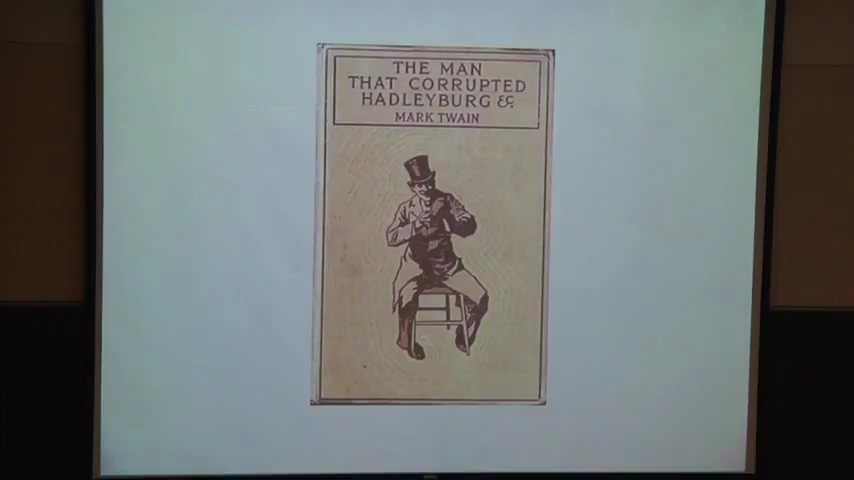 THE MAN
THAT CORRUPTED
HADLEYBURG &C.
MARK TWAIN